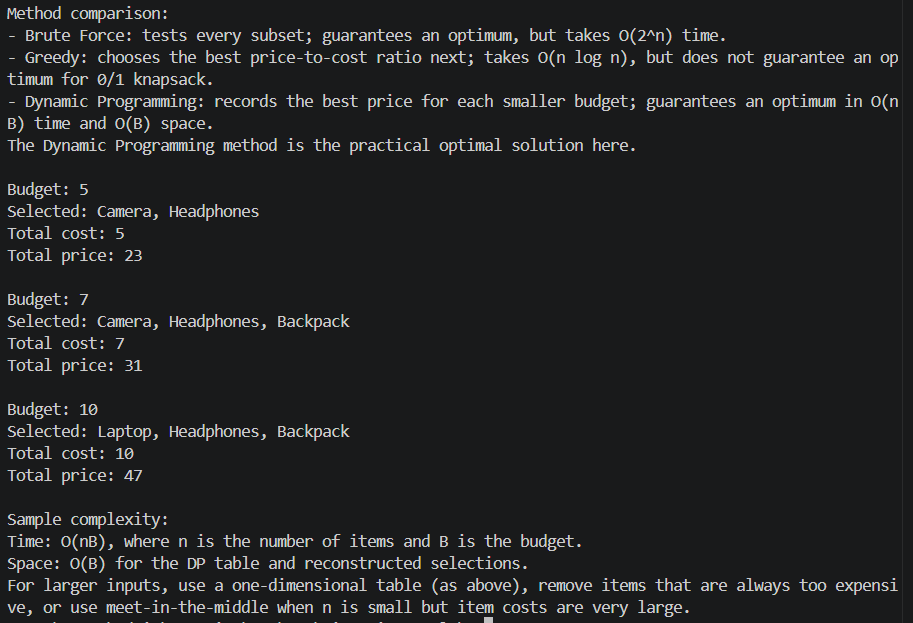 Method comparison:
- Brute Force: tests every subset; guarantees an optimum, but takes O(2^n) time.
- Greedy: chooses the best price-to-cost ratio next; takes O(n log n), but does not guarantee an op
timum for 0/1 knapsack.
- Dynamic Programming: records the best price for each smaller budget; guarantees an optimum in O(n
B) time and O(B) space.
The Dynamic Programming method is the practical optimal solution here.

Budget: 5
Selected: Camera, Headphones
Total cost: 5
Total price: 23

Budget: 7
Selected: Camera, Headphones, Backpack
Total cost: 7
Total price: 31

Budget: 10
Selected: Laptop, Headphones, Backpack
Total cost: 10
Total price: 47

Sample complexity:
Time: O(nB), where n is the number of items and B is the budget.
Space: O(B) for the DP table and reconstructed selections.
For larger inputs, use a one-dimensional table (as above), remove items that are always too expensi
ve, or use meet-in-the-middle when n is small but item costs are very large.